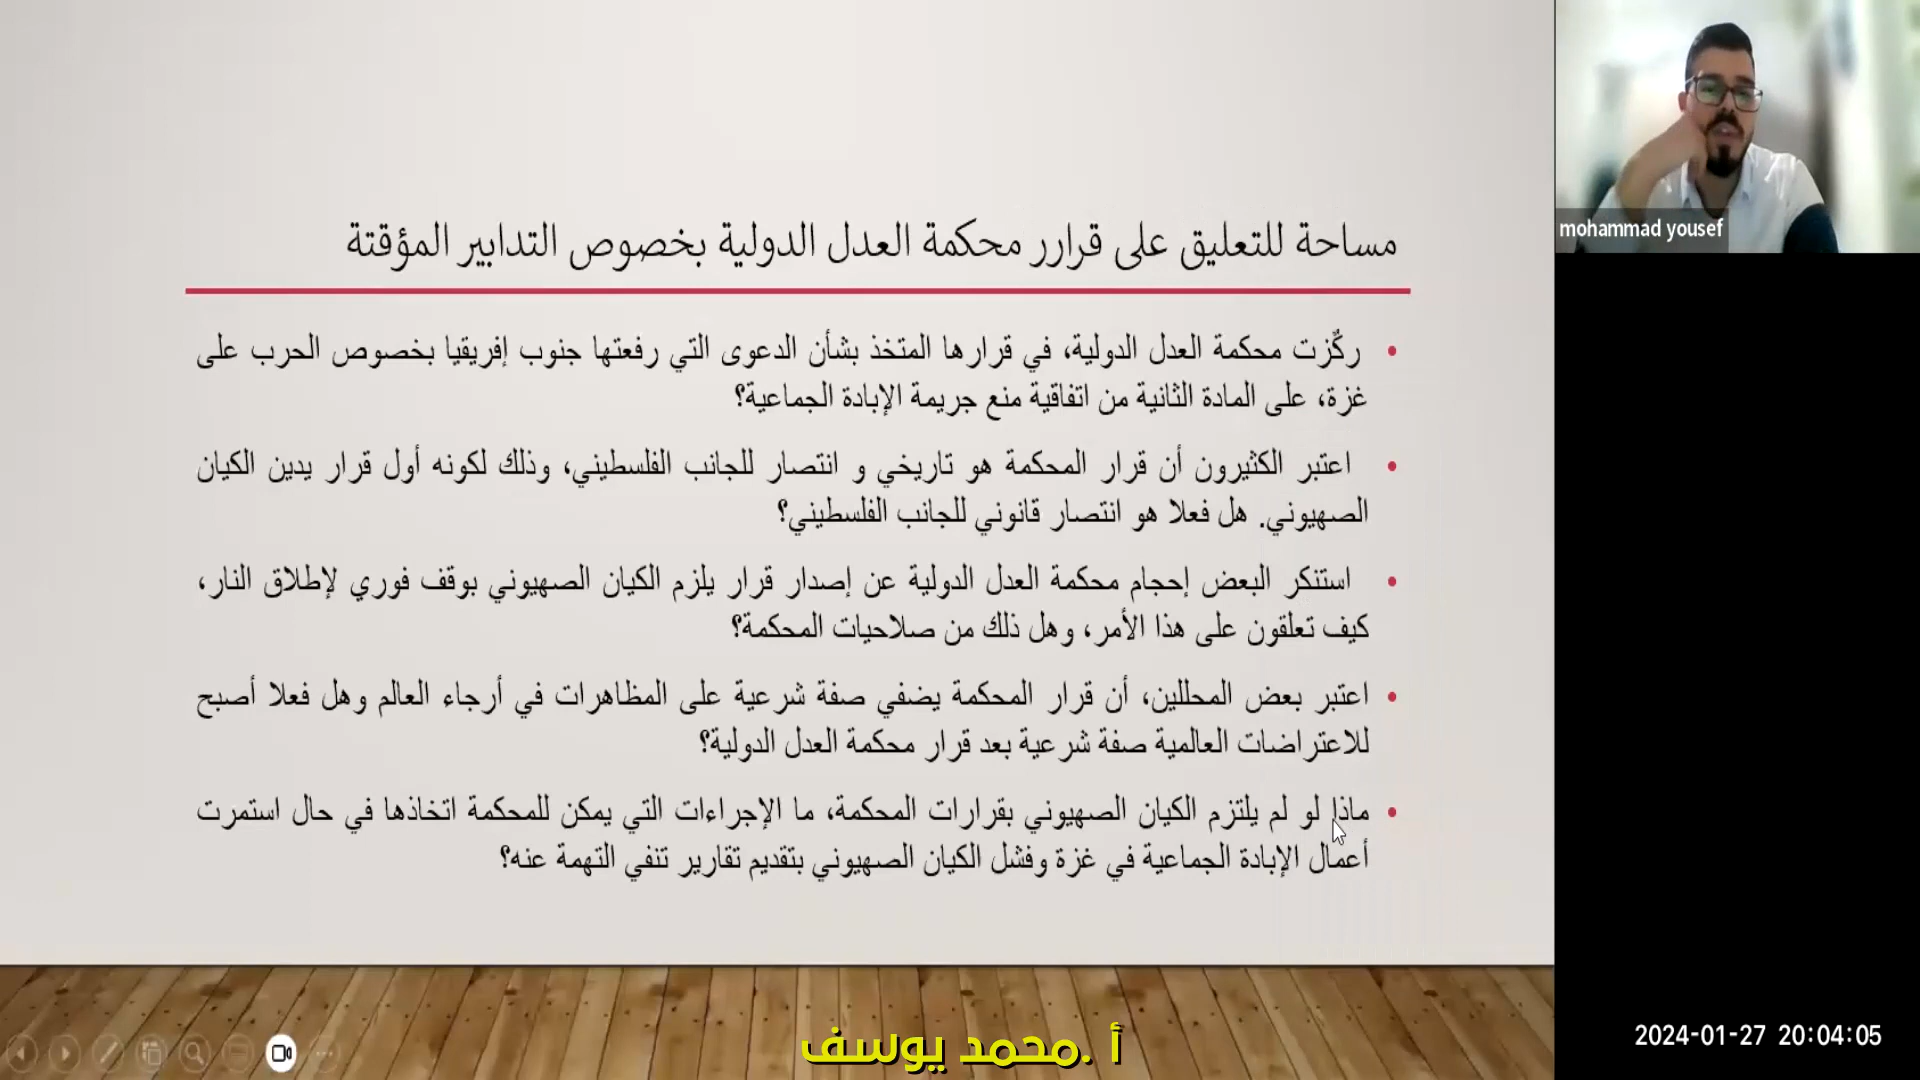 مساحة للتعليق على قرارر محكمة العدل الدولية بخصوص التدابير المؤقتة
• ركّزت محكمة العدل الدولية، في قرارها المتخذ بشأن الدعوى التي رفعتها جنوب إفريقيا بخصوص الحرب على
غزة، على المادة الثانية من اتفاقية منع جريمة الإبادة الجماعية؟
• اعتبر الكثيرون أن قرار المحكمة هو تاريخي و انتصار للجانب الفلسطيني، وذلك لكونه أول قرار يدين الكيان
الصهيوني. هل فعلا هو انتصار قانوني للجانب الفلسطيني؟
• استنكر البعض إحجام محكمة العدل الدولية عن إصدار قرار يلزم الكيان الصهيوني بوقف فوري لإطلاق النار،
كيف تعلقون على هذا الأمر، وهل ذلك من صلاحيات المحكمة؟
• اعتبر بعض المحللين، أن قرار المحكمة يضفي صفة شرعية على المظاهرات في أرجاء العالم وهل فعلا أصبح
للاعتراضات العالمية صفة شرعية بعد قرار محكمة العدل الدولية؟
• ماذا لو لم يلتزم الكيان الصهيوني بقرارات المحكمة، ما الإجراءات التي يمكن للمحكمة اتخاذها في حال استمرت
أعمال الإبادة الجماعية في غزة وفشل الكيان الصهيوني بتقديم تقارير تنفي التهمة عنه؟
mohammad yousef
أ .محمد يوسف
2024-01-27 20:04:05